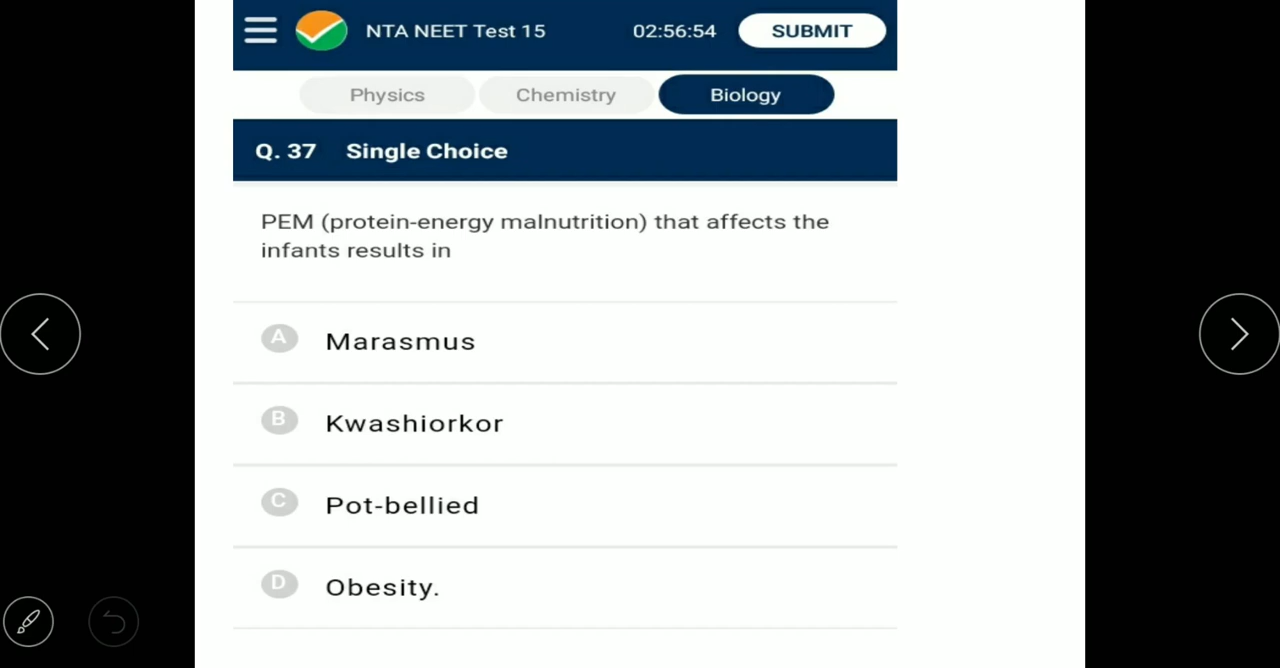 NTA NEET Test 15 02:56:54 SUBMIT
Physics Chemistry Biology
Q. 37 Single Choice
PEM (protein-energy malnutrition) that affects the
infants results in
A Marasmus
B Kwashiorkor
C Pot-bellied
D Obesity.